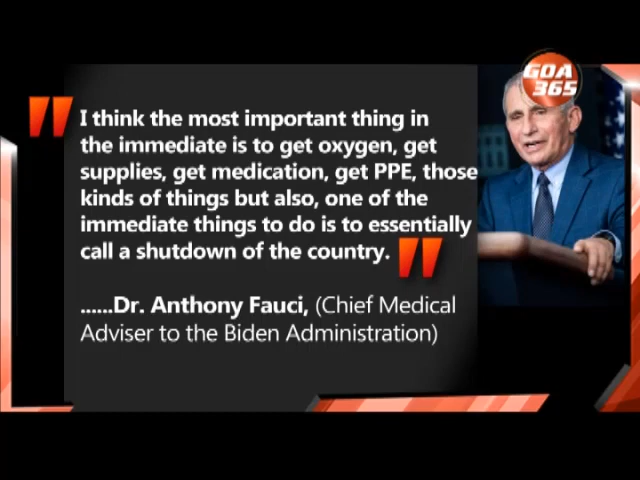 GOA
365
I think the most important thing in
the immediate is to get oxygen, get
supplies, get medication, get PPE, those
kinds of things but also, one of the
immediate things to do is to essentially
call a shutdown of the country.
......Dr. Anthony Fauci, (Chief Medical
Adviser to the Biden Administration)